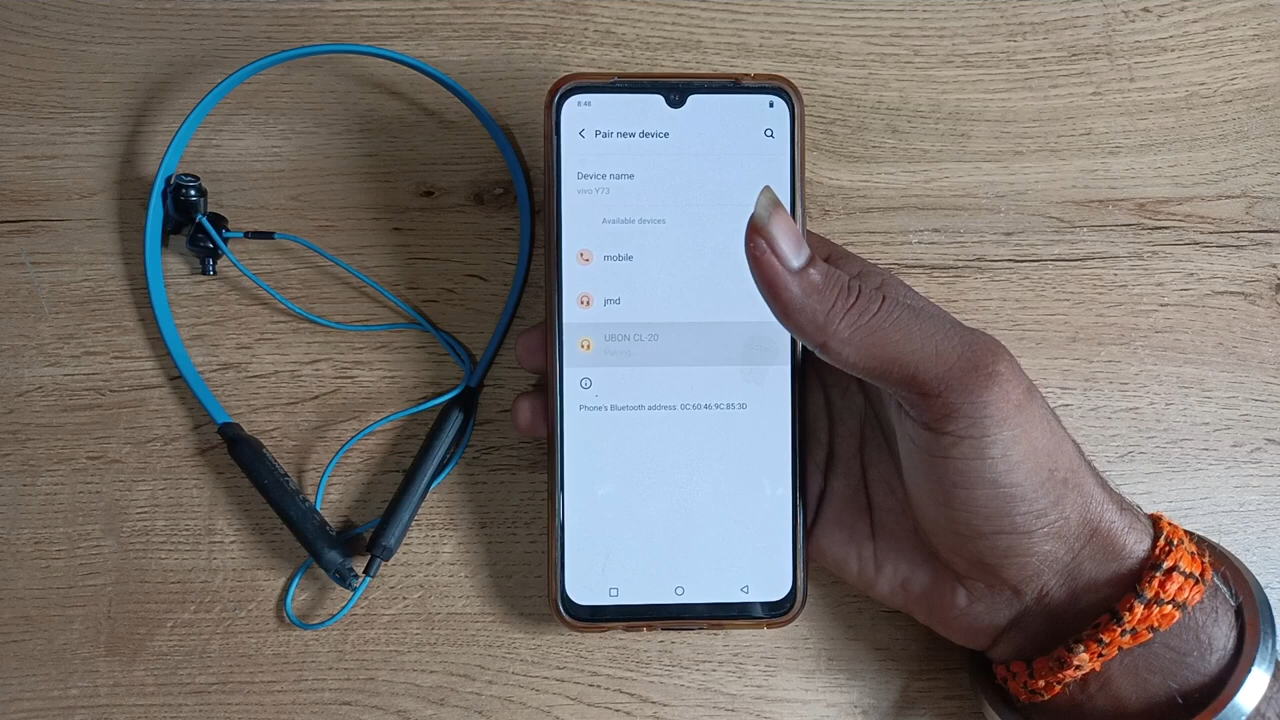 8:48
Pair new device
Device name
vivo Y73
Available devices
mobile
jmd
UBON CL-20
Pairing...
Phone's Bluetooth address: 0C:60:46:9C:85:3D